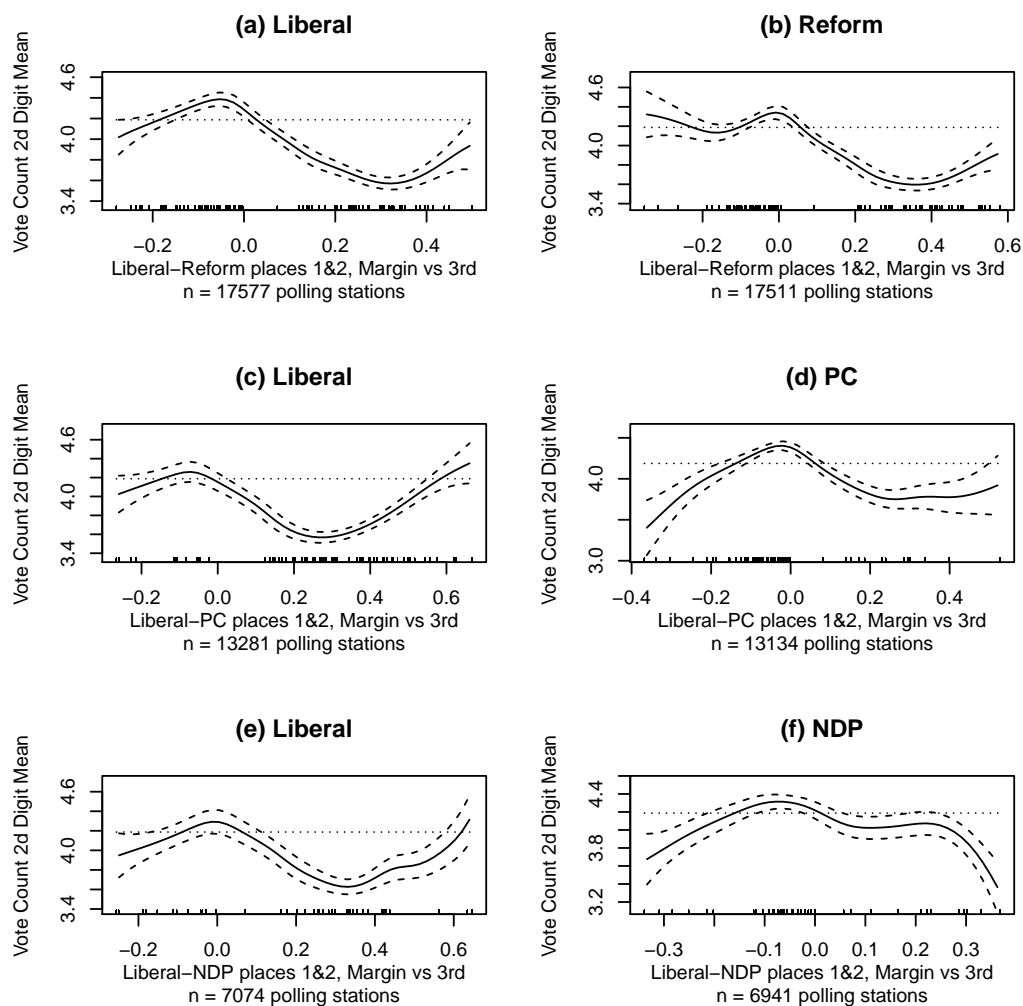 (a) Liberal
Vote Count 2d Digit Mean
4.6
4.0
3.4
−0.2 0.0 0.2 0.4
Liberal−Reform places 1&2, Margin vs 3rd
n = 17577 polling stations
(b) Reform
Vote Count 2d Digit Mean
4.6
4.0
3.4
−0.2 0.0 0.2 0.4 0.6
Liberal−Reform places 1&2, Margin vs 3rd
n = 17511 polling stations
(c) Liberal
Vote Count 2d Digit Mean
4.6
4.0
3.4
−0.2 0.0 0.2 0.4 0.6
Liberal−PC places 1&2, Margin vs 3rd
n = 13281 polling stations
(d) PC
Vote Count 2d Digit Mean
4.0
3.0
−0.4 −0.2 0.0 0.2 0.4
Liberal−PC places 1&2, Margin vs 3rd
n = 13134 polling stations
(e) Liberal
Vote Count 2d Digit Mean
4.6
4.0
3.4
−0.2 0.0 0.2 0.4 0.6
Liberal−NDP places 1&2, Margin vs 3rd
n = 7074 polling stations
(f) NDP
Vote Count 2d Digit Mean
4.4
3.8
3.2
−0.3 −0.1 0.0 0.1 0.2 0.3
Liberal−NDP places 1&2, Margin vs 3rd
n = 6941 polling stations